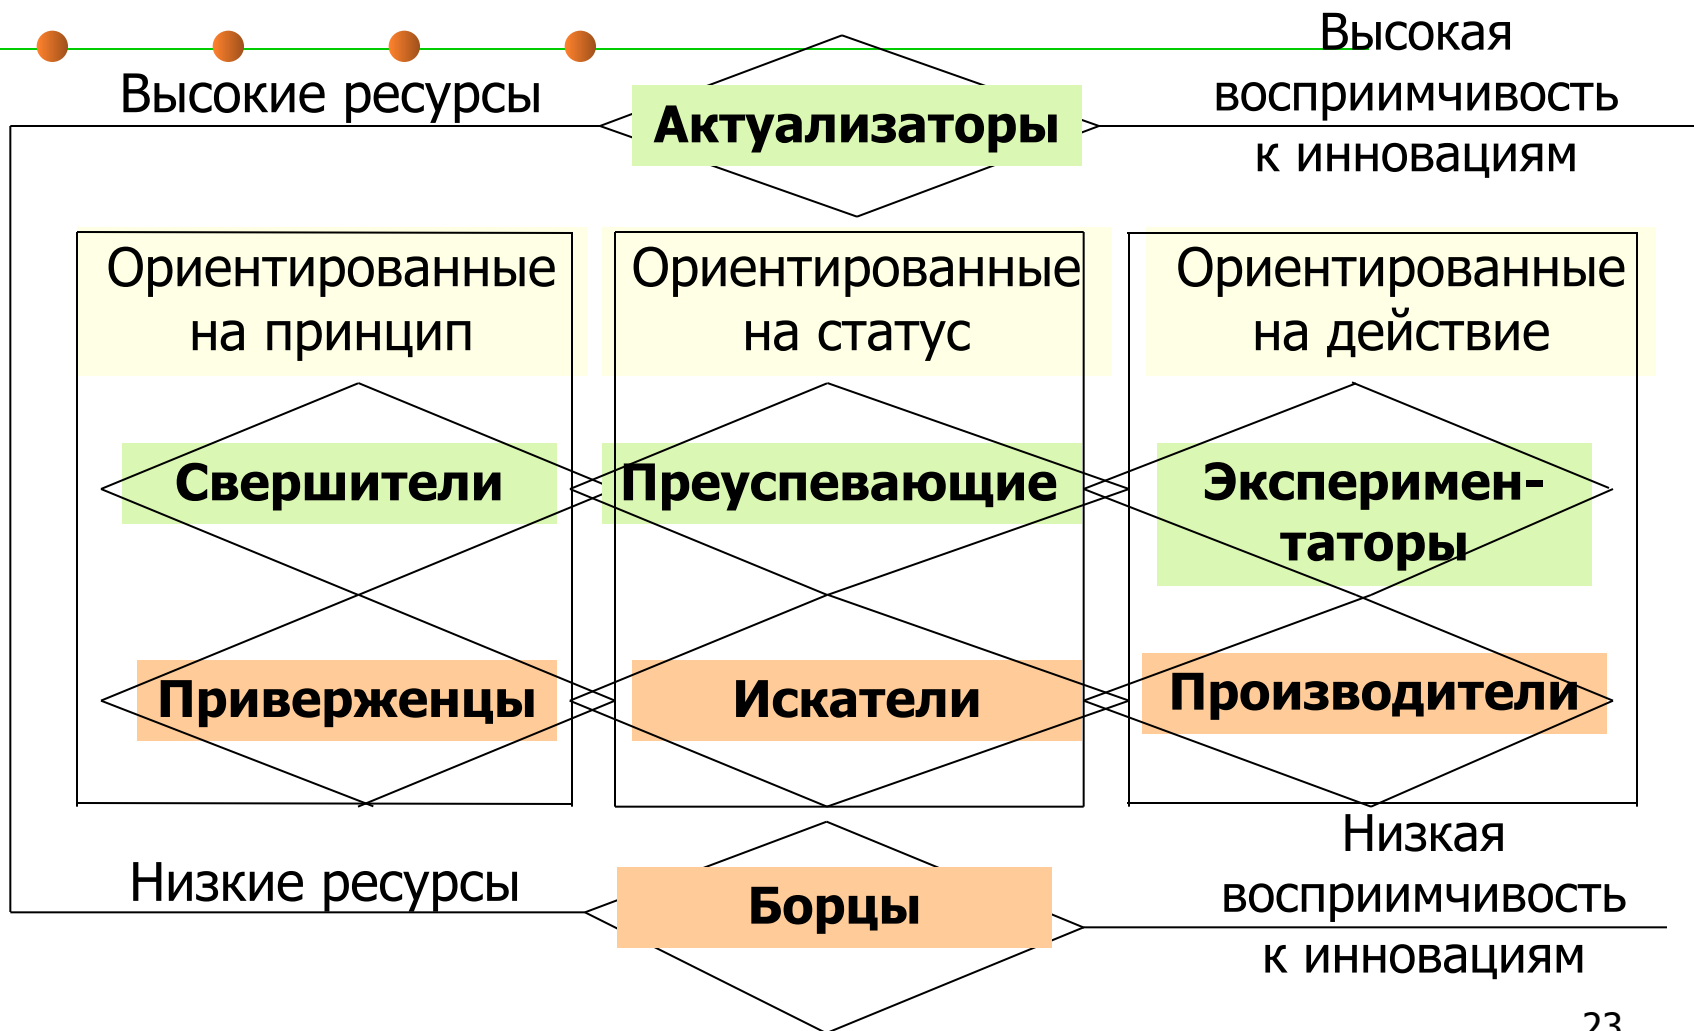 Высокие ресурсы
Актуализаторы
Высокая
восприимчивость
к инновациям
Ориентированные
на принцип
Ориентированные
на статус
Ориентированные
на действие
Свершители
Преуспевающие
Эксперимен-
таторы
Приверженцы
Искатели
Производители
Низкие ресурсы
Борцы
Низкая
восприимчивость
к инновациям
23